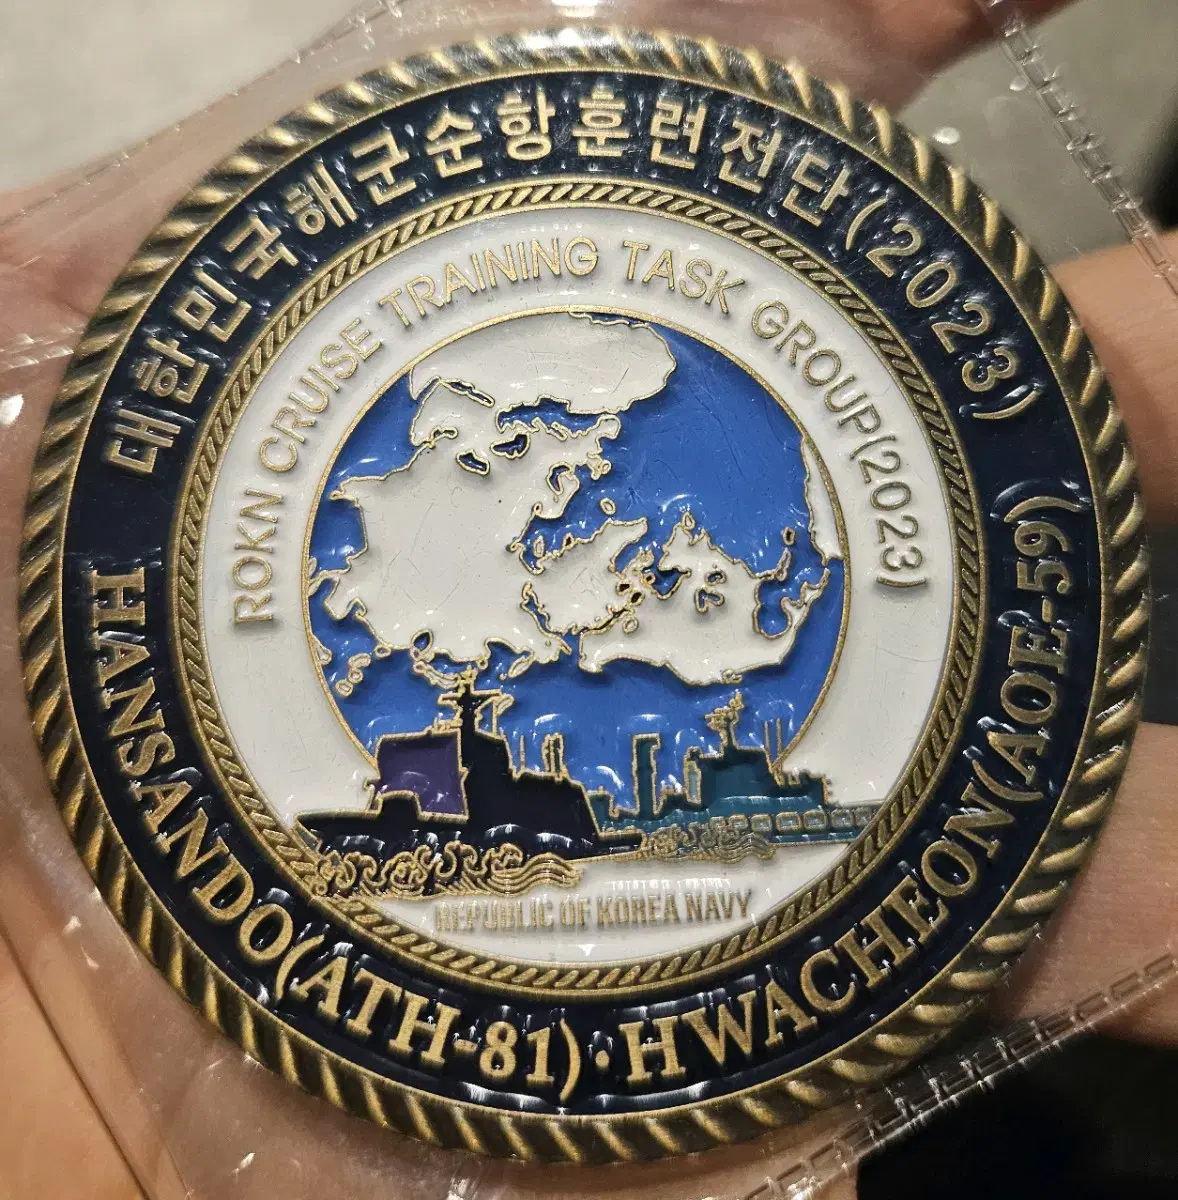 대한민국해군순항훈련전단(2023)
ROKN CRUISE TRAINING TASK GROUP(2023)
REPUBLIC OF KOREA NAVY
HANSANDO(ATH-81)·HWACHEON(AOE-59)